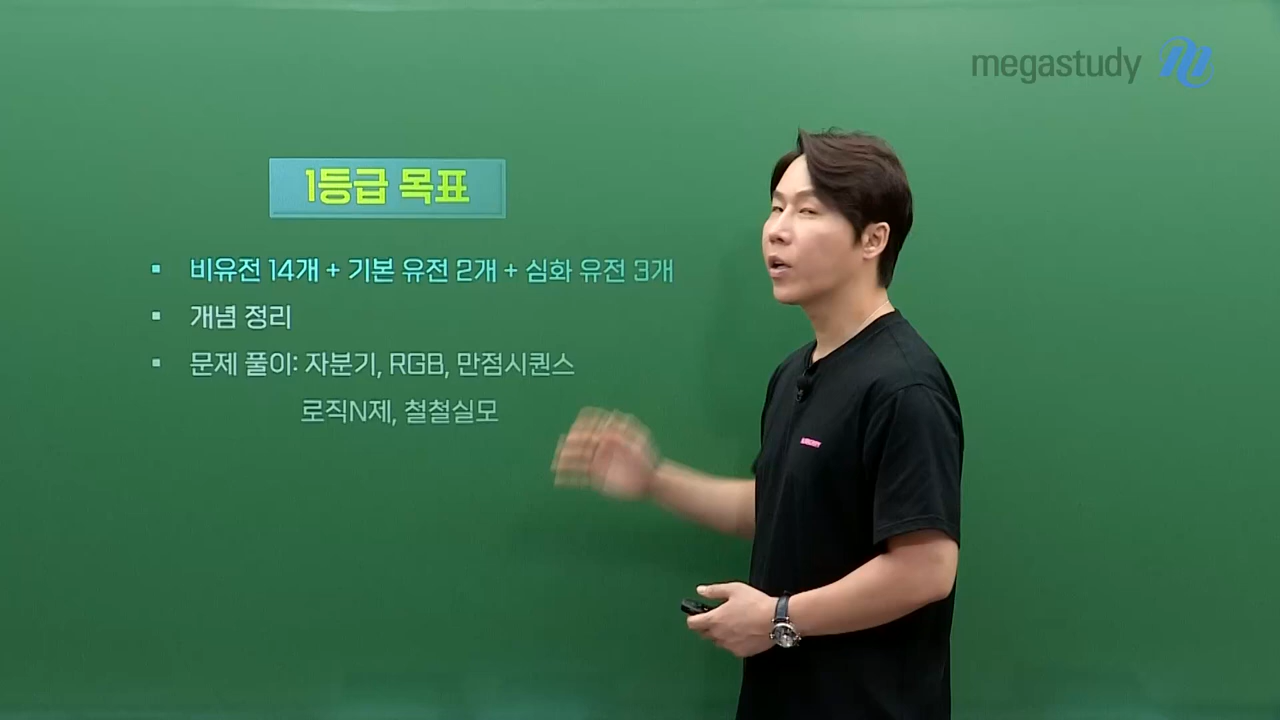 megastudy
1등급 목표
비유전 14개 + 기본 유전 2개 + 심화 유전 3개
개념 정리
문제 풀이: 자분기, RGB, 만점시퀀스
로직N제, 철철실모